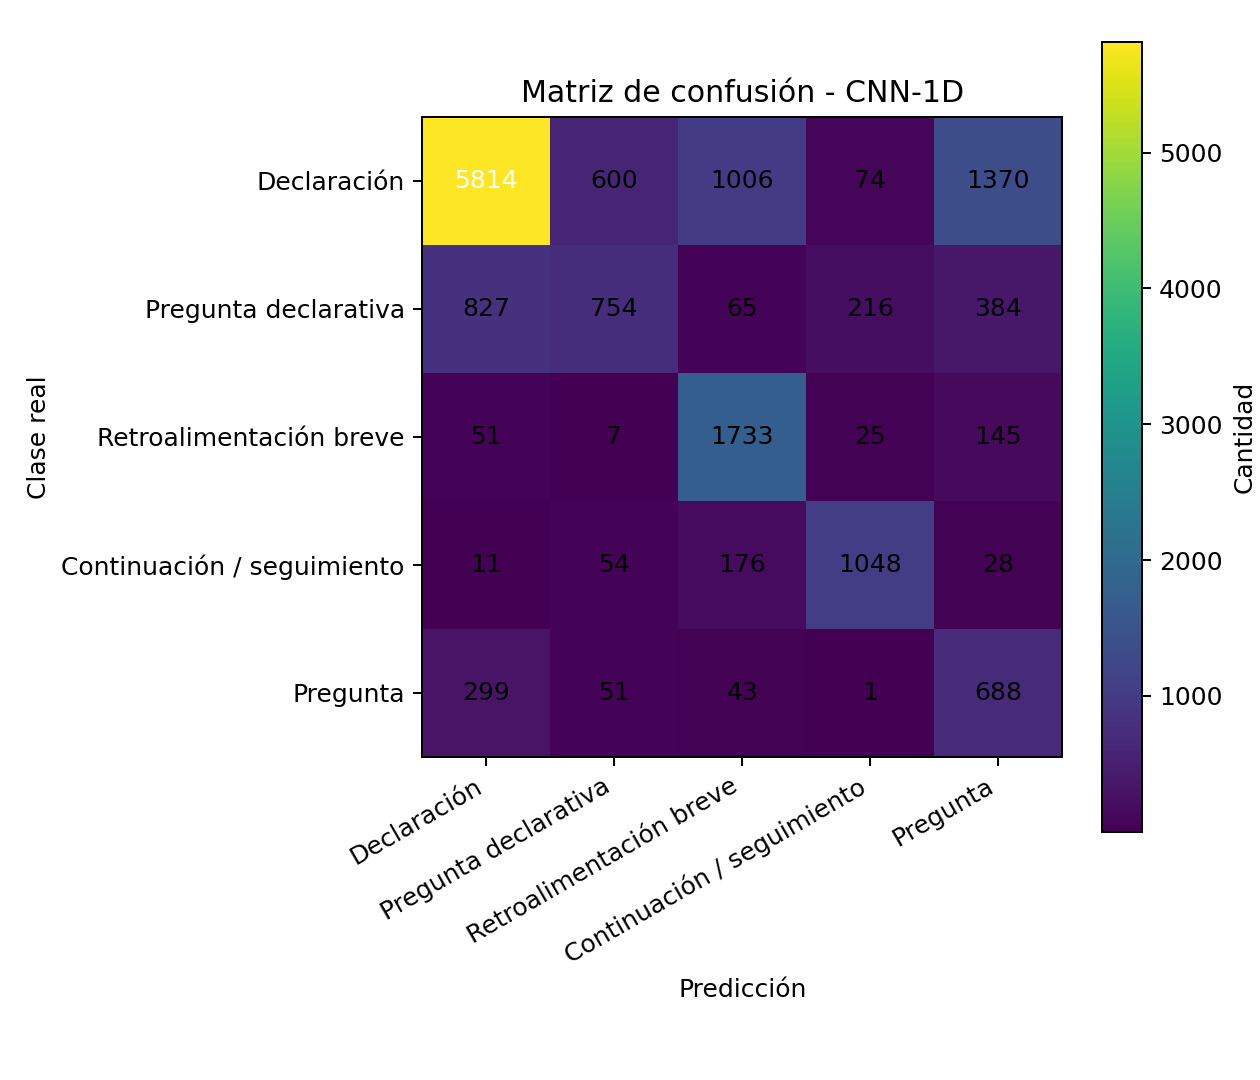 Matriz de confusión - CNN-1D
Declaración 5814 600 1006 74 1370
Pregunta declarativa 827 754 65 216 384
Retroalimentación breve 51 7 1733 25 145
Continuación / seguimiento 11 54 176 1048 28
Pregunta 299 51 43 1 688
Clase real
Declaración
Pregunta declarativa
Retroalimentación breve
Continuación / seguimiento
Pregunta
Predicción
5000
4000
3000
2000
1000
Cantidad